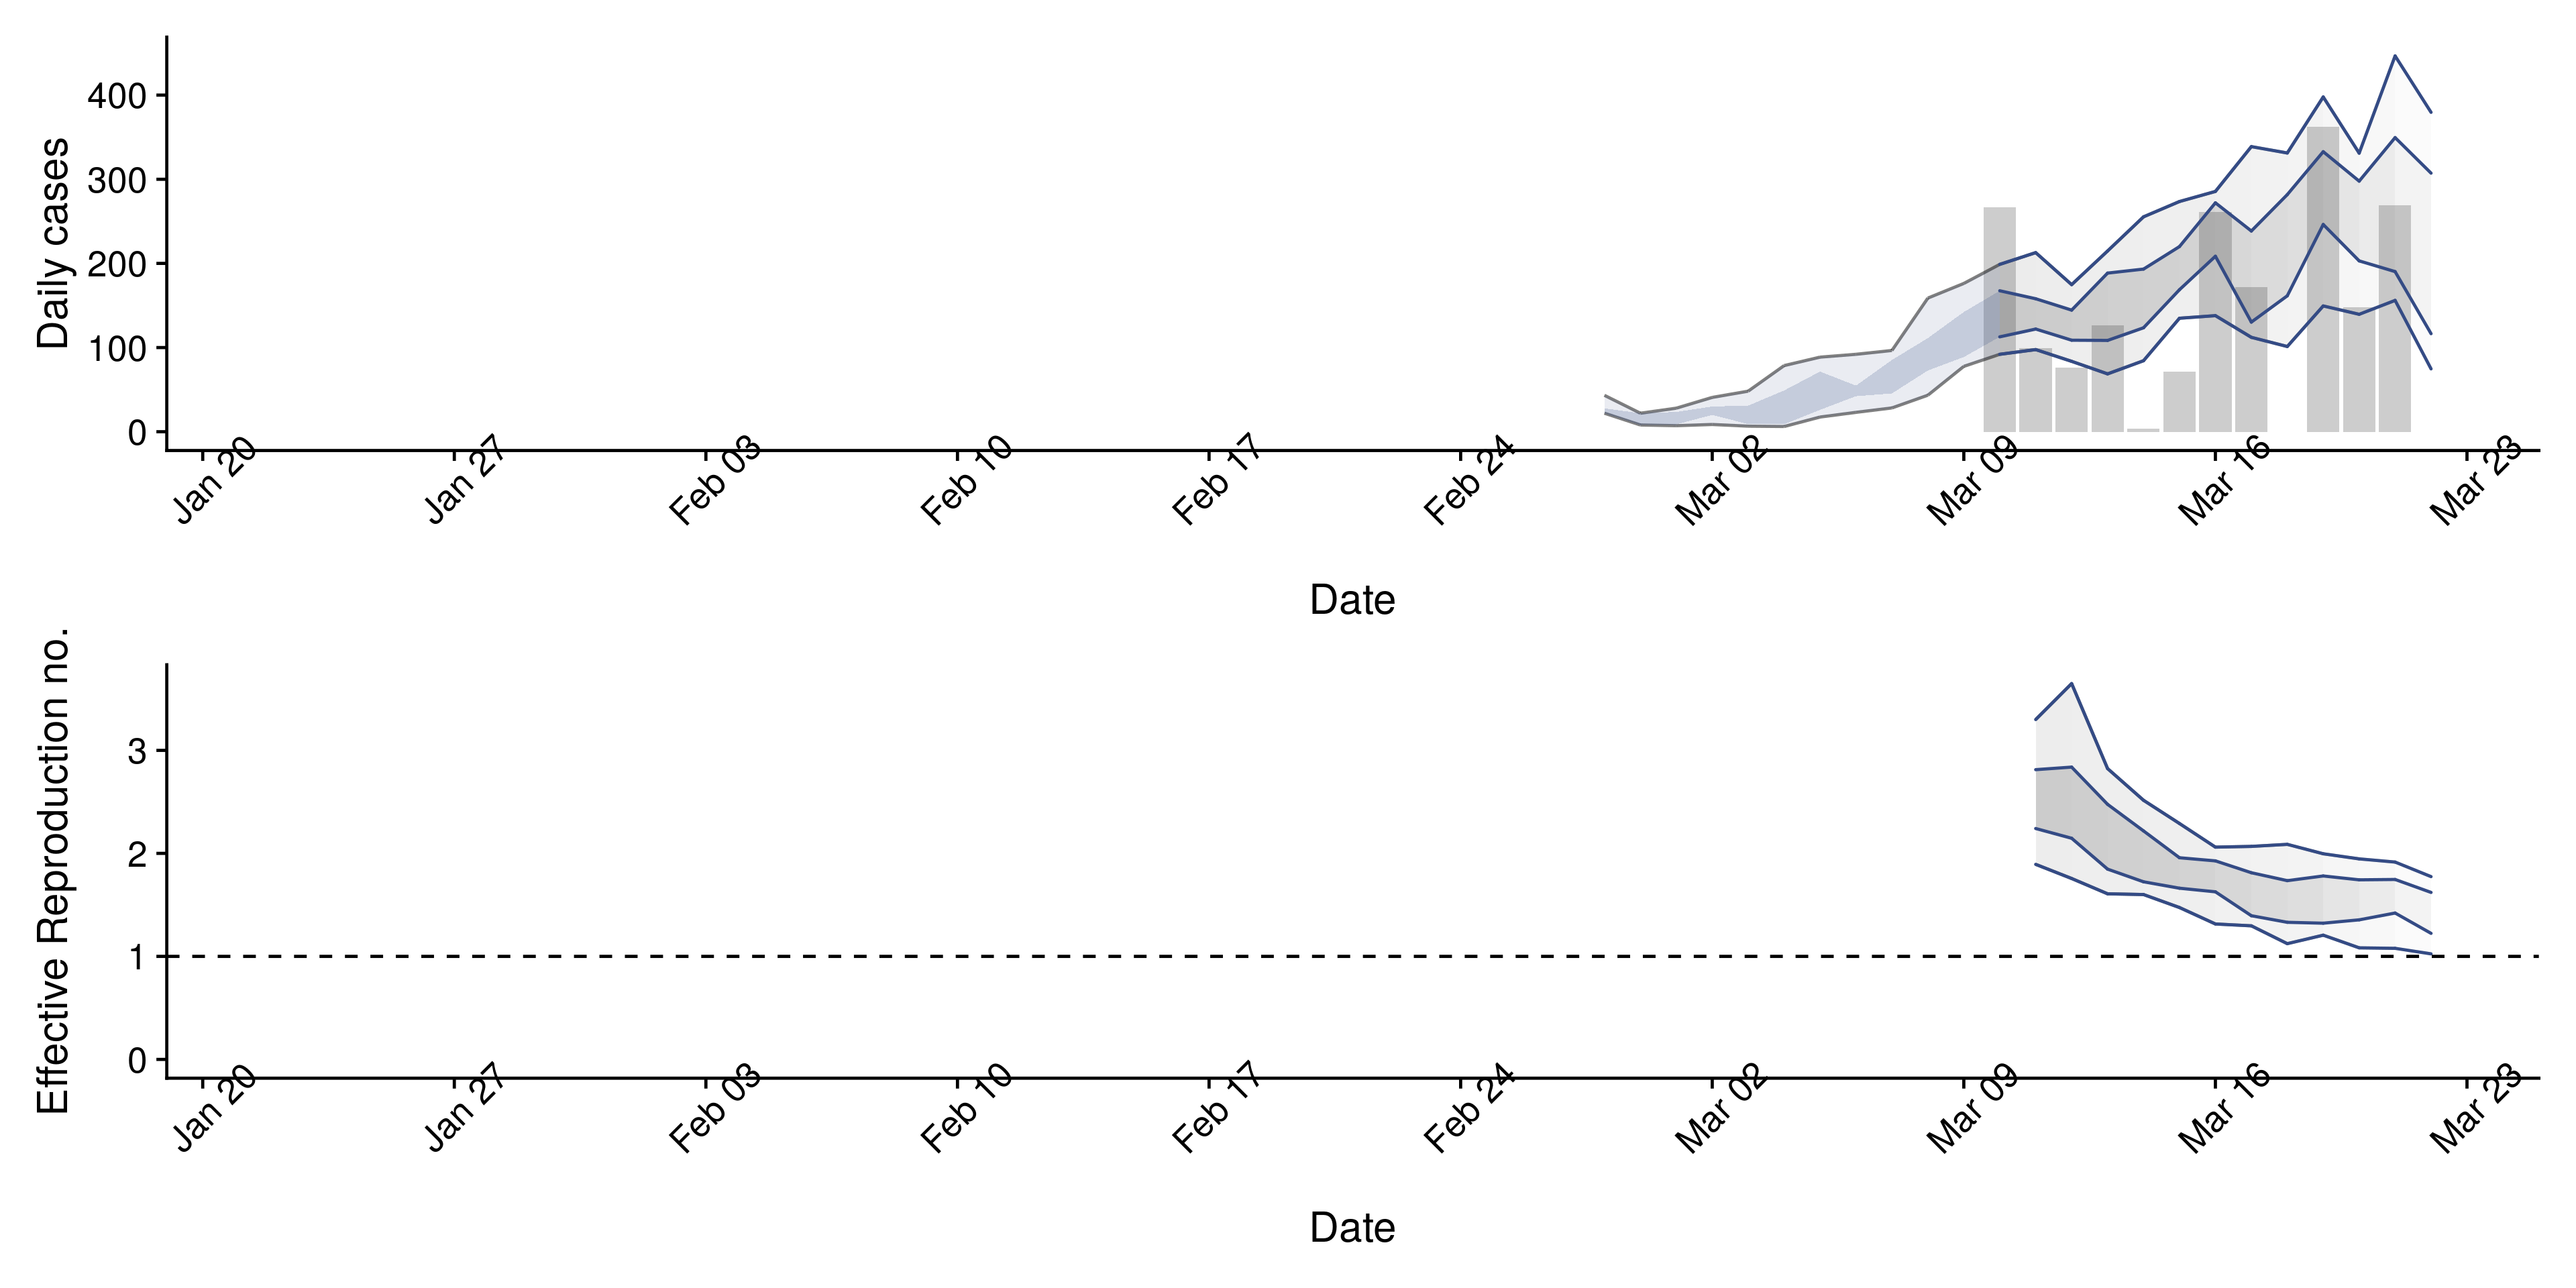 Daily cases
400
300
200
100
0
Jan 20
Jan 27
Feb 03
Feb 10
Feb 17
Feb 24
Mar 02
Mar 09
Mar 16
Mar 23
Date
Effective Reproduction no.
3
2
1
0
Jan 20
Jan 27
Feb 03
Feb 10
Feb 17
Feb 24
Mar 02
Mar 09
Mar 16
Mar 23
Date